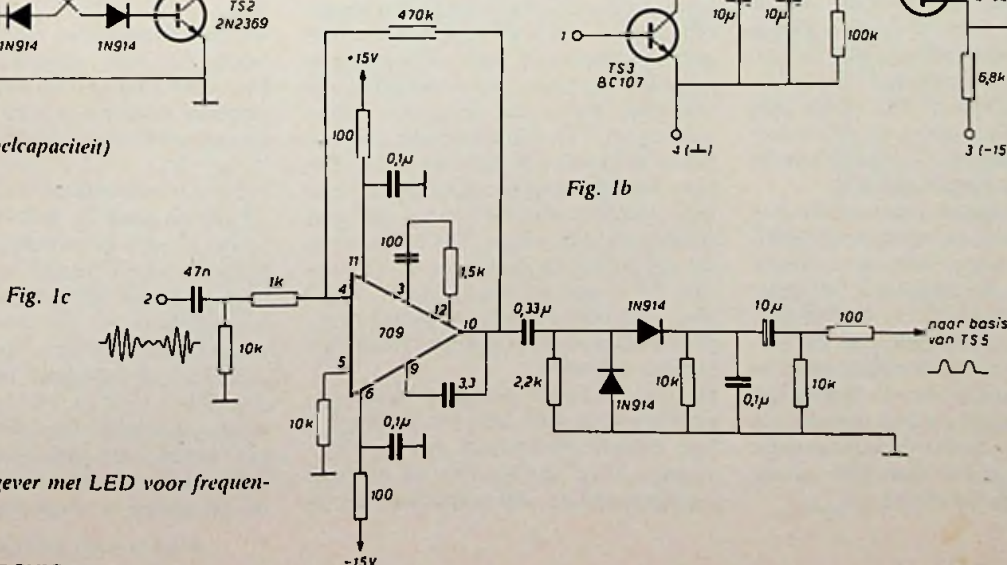 TS2
2N2369
1N914
1N914
470k
+15V
100
0,1µ
elcapaciteit)
1
TS3
BC107
10µ
10µ
100k
4 (⊥)
6,8k
3 (-15
Fig. 1b
Fig. 1c
2
47n
1k
10k
11
4
3
100
1,5k
12
709
10
5
6
9
3,3
10k
0,1µ
100
-15V
0,33µ
2,2k
1N914
1N914
10k
0,1µ
10µ
10k
100
naar basis
van TS5
gever met LED voor frequen-